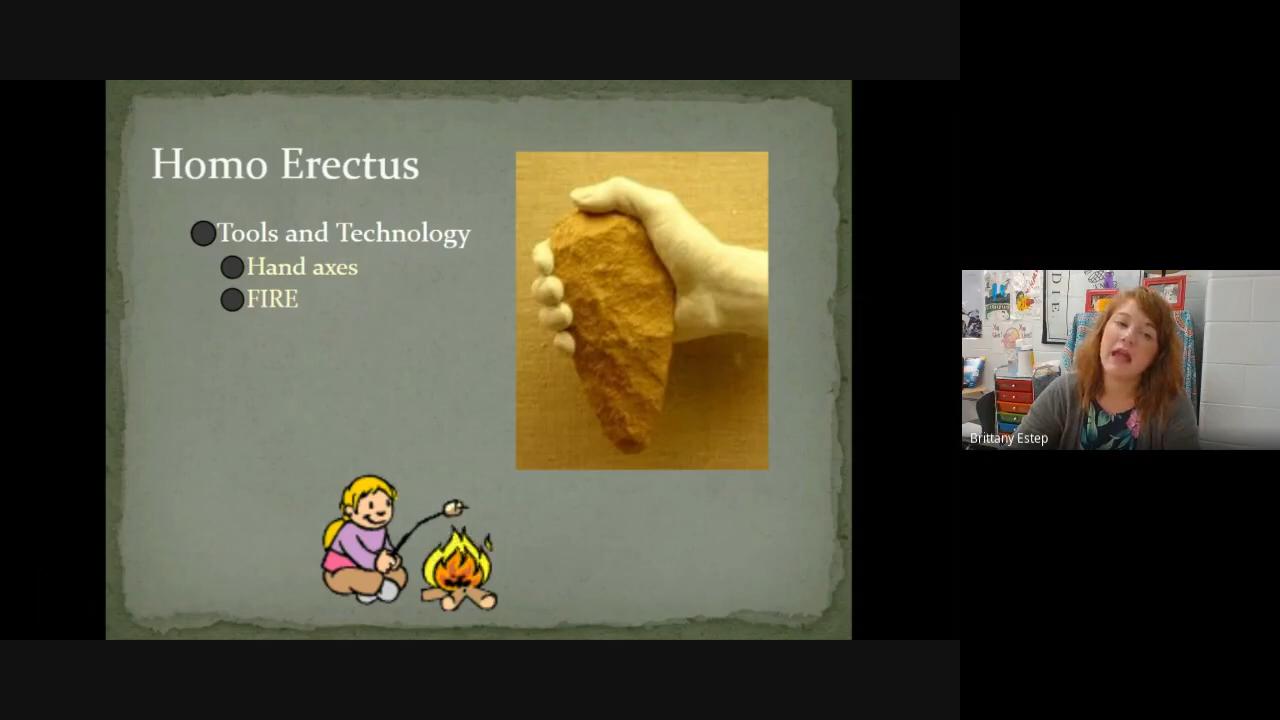 Homo Erectus
Tools and Technology
Hand axes
FIRE
Brittany Estep